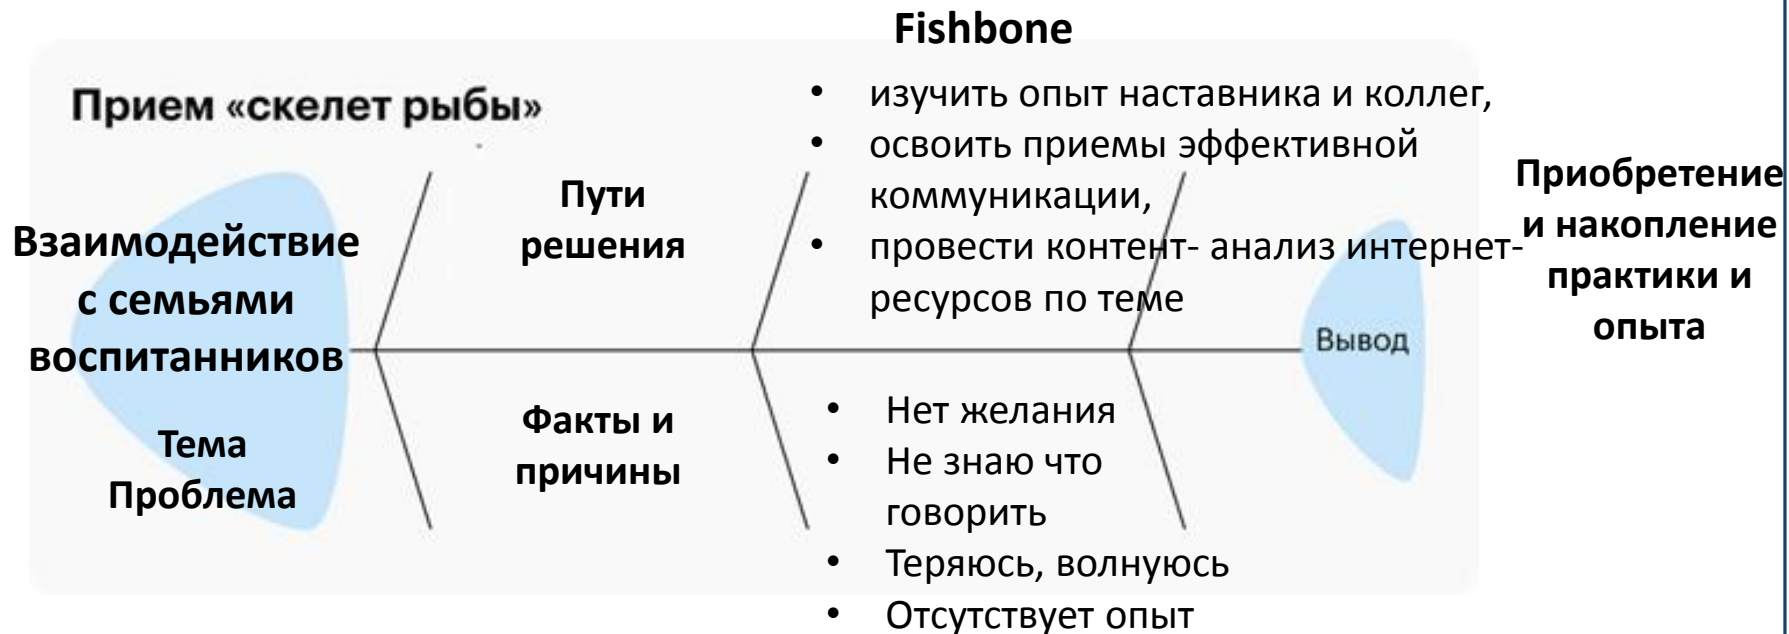 Fishbone
Прием «скелет рыбы»
Взаимодействие
с семьями
воспитанников
Тема
Проблема
Пути
решения
• изучить опыт наставника и коллег,
• освоить приемы эффективной
коммуникации,
• провести контент- анализ интернет-
ресурсов по теме
Факты и
причины
• Нет желания
• Не знаю что
говорить
• Теряюсь, волнуюсь
• Отсутствует опыт
Вывод
Приобретение
и накопление
практики и
опыта